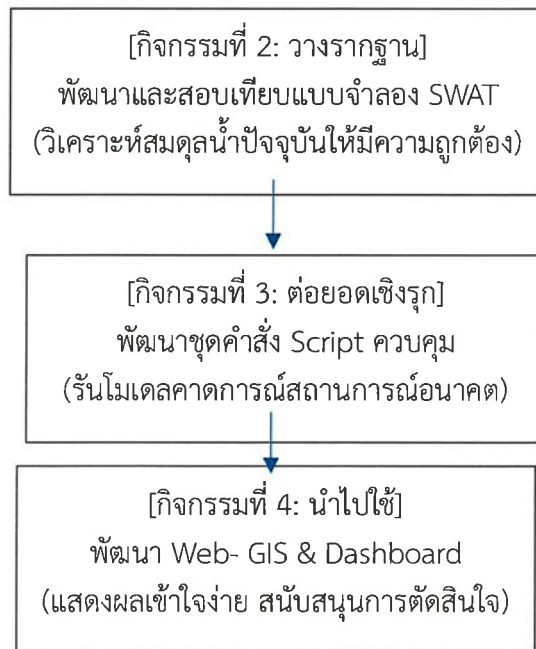 [กิจกรรมที่ 2: วางรากฐาน]
พัฒนาและสอบเทียบแบบจำลอง SWAT
(วิเคราะห์สมดุลน้ำปัจจุบันให้มีความถูกต้อง)
[กิจกรรมที่ 3: ต่อยอดเชิงรุก]
พัฒนาชุดคำสั่ง Script ควบคุม
(รันโมเดลคาดการณ์สถานการณ์อนาคต)
[กิจกรรมที่ 4: นำไปใช้]
พัฒนา Web- GIS & Dashboard
(แสดงผลเข้าใจง่าย สนับสนุนการตัดสินใจ)